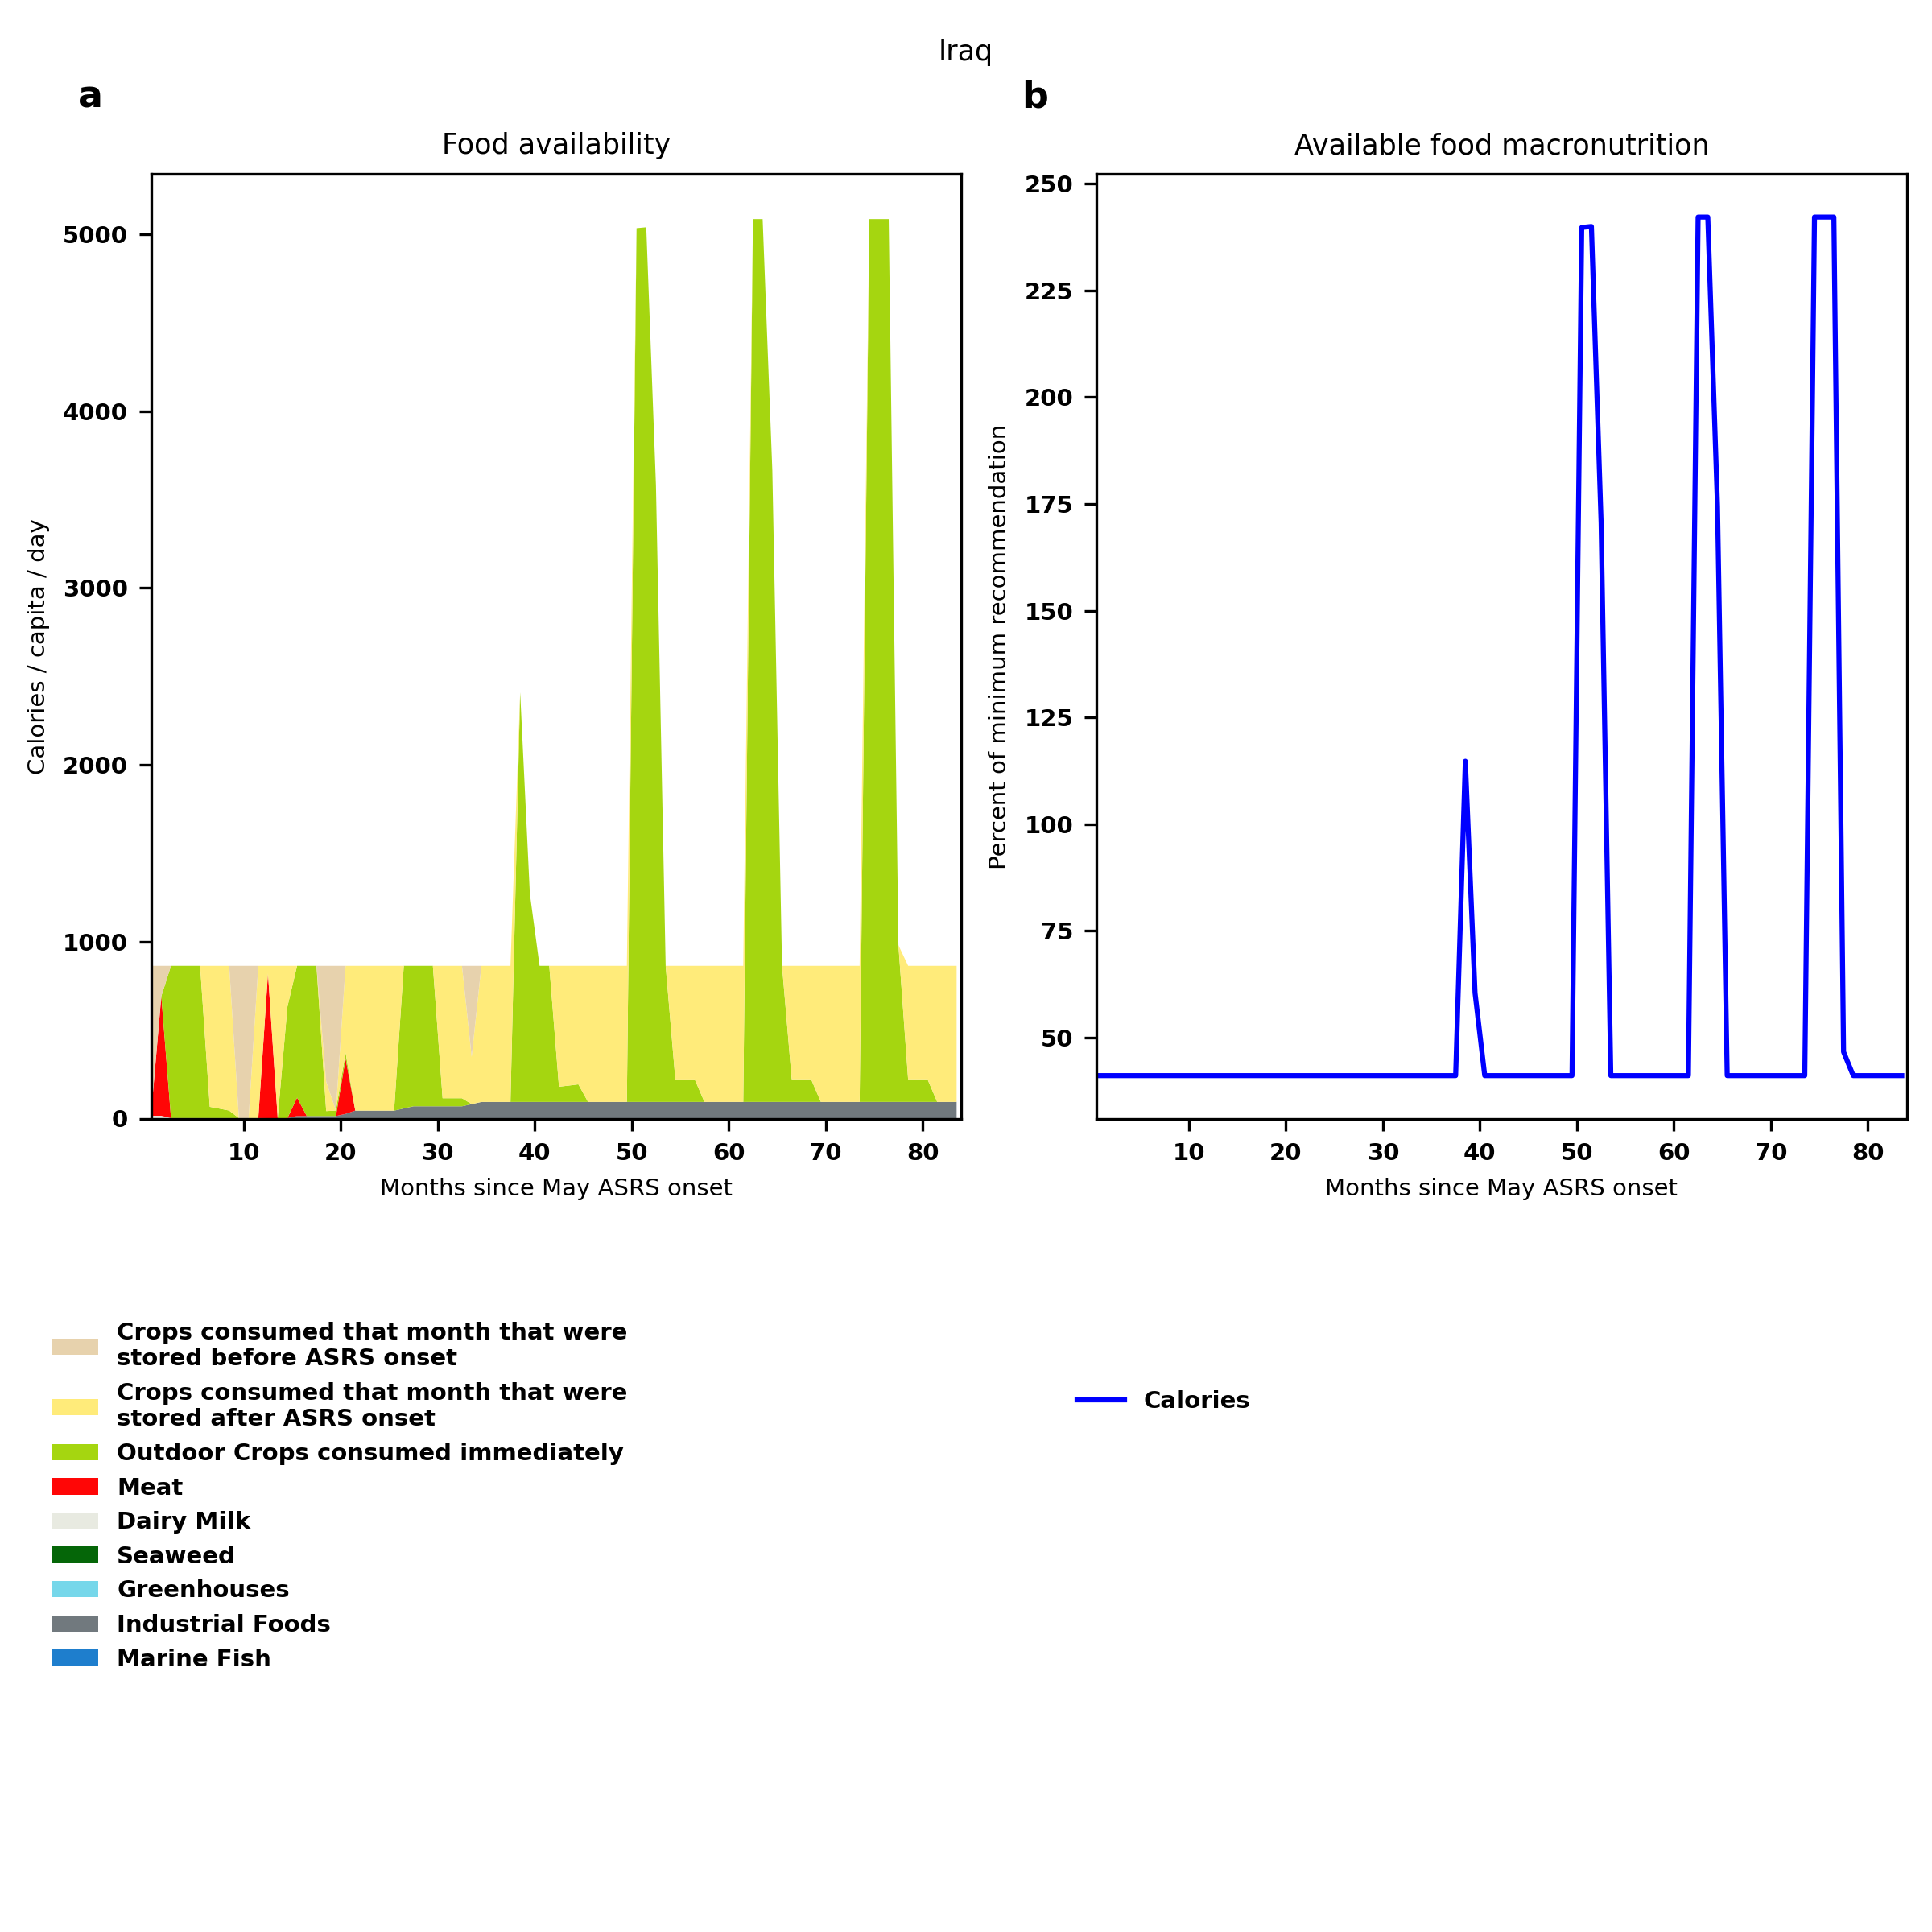 Iraq
a
Food availability
5000
4000
3000
2000
1000
0
Calories / capita / day
10 20 30 40 50 60 70 80
Months since May ASRS onset
b
Available food macronutrition
250
225
200
175
150
125
100
75
50
Percent of minimum recommendation
10 20 30 40 50 60 70 80
Months since May ASRS onset
Crops consumed that month that were
stored before ASRS onset
Crops consumed that month that were
stored after ASRS onset
Outdoor Crops consumed immediately
Meat
Dairy Milk
Seaweed
Greenhouses
Industrial Foods
Marine Fish
Calories